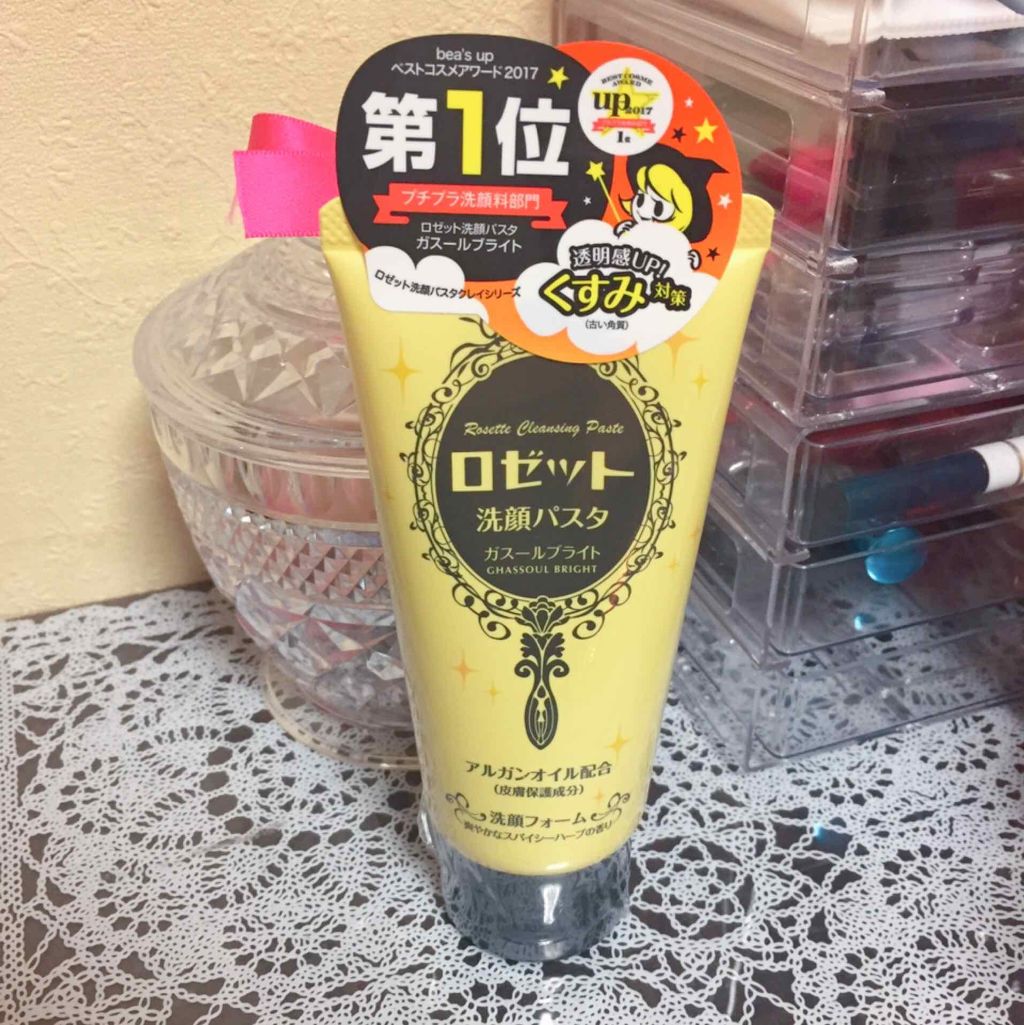 bea's up
ベストコスメアワード2017
第1位
プチプラ洗顔料部門
ロゼット洗顔パスタ
ガスールブライト
ロゼット洗顔パスタクレイシリーズ
BEST COSME
AWARD
up 2017
1位
透明感UP!
くすみ対策
(古い角質)
Rosette Cleansing Paste
ロゼット
洗顔パスタ
ガスールブライト
GHASSOUL BRIGHT
アルガンオイル配合
(皮膚保護成分)
洗顔フォーム
爽やかなスパイシーハーブの香り